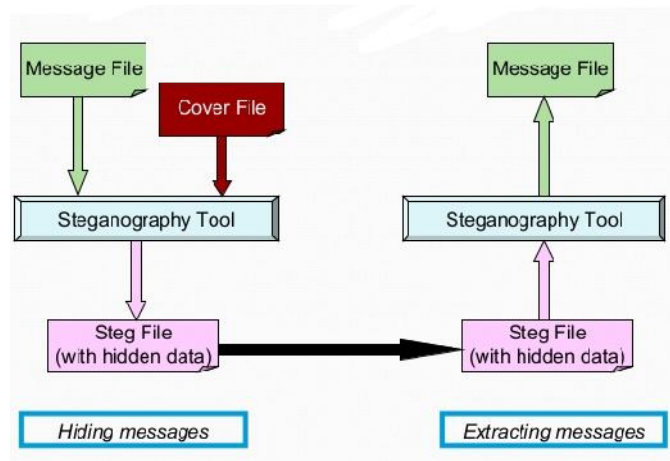 Message File
Cover File
Steganography Tool
Steg File
(with hidden data)
Hiding messages
Message File
Steganography Tool
Steg File
(with hidden data)
Extracting messages